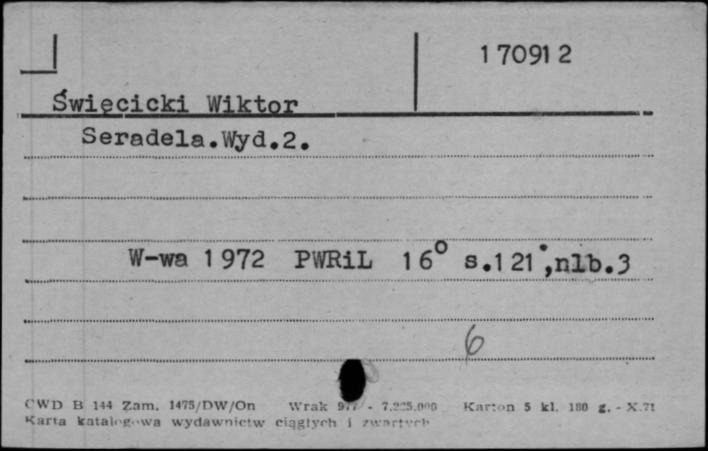 170912
Święcicki Wiktor
Seradela.Wyd.2.
W-wa 1972 PWRiL 16° s.121,nlb.3
6
CWD B 144 Zam. 1475/DW/On Wrak Karton 5 kl. 180 g. - X.71
Karta katalogowa wydawnictw ciągłych i zwartych